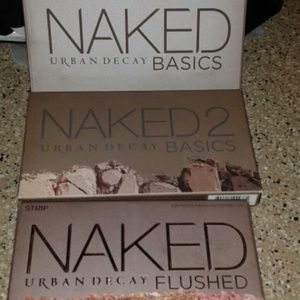 NAKED
URBAN DECAY BASICS
NAKED2
URBAN DECAY BASICS
STRIP
NAKED
URBAN DECAY FLUSHED